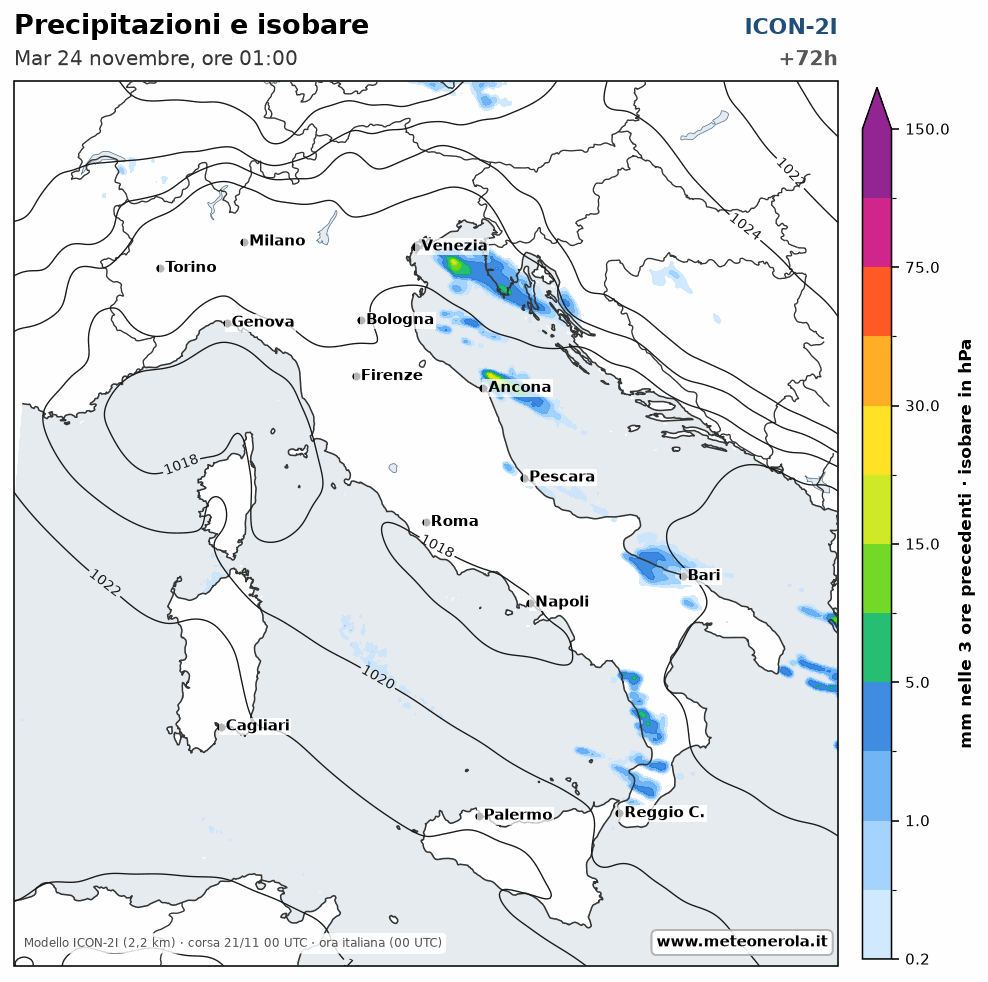 Precipitazioni e isobare
ICON-2I
Mar 24 novembre, ore 01:00
+72h
1024
Milano
Venezia
Torino
Genova
Bologna
Firenze
Ancona
1018
Pescara
Roma
1018
Bari
1022
Napoli
1020
Cagliari
Palermo
Reggio C.
Modello ICON-2I (2,2 km) · corsa 21/11 00 UTC · ora italiana (00 UTC)
www.meteonerola.it
150.0
75.0
30.0
15.0
5.0
1.0
0.2
mm nelle 3 ore precedenti · isobare in hPa